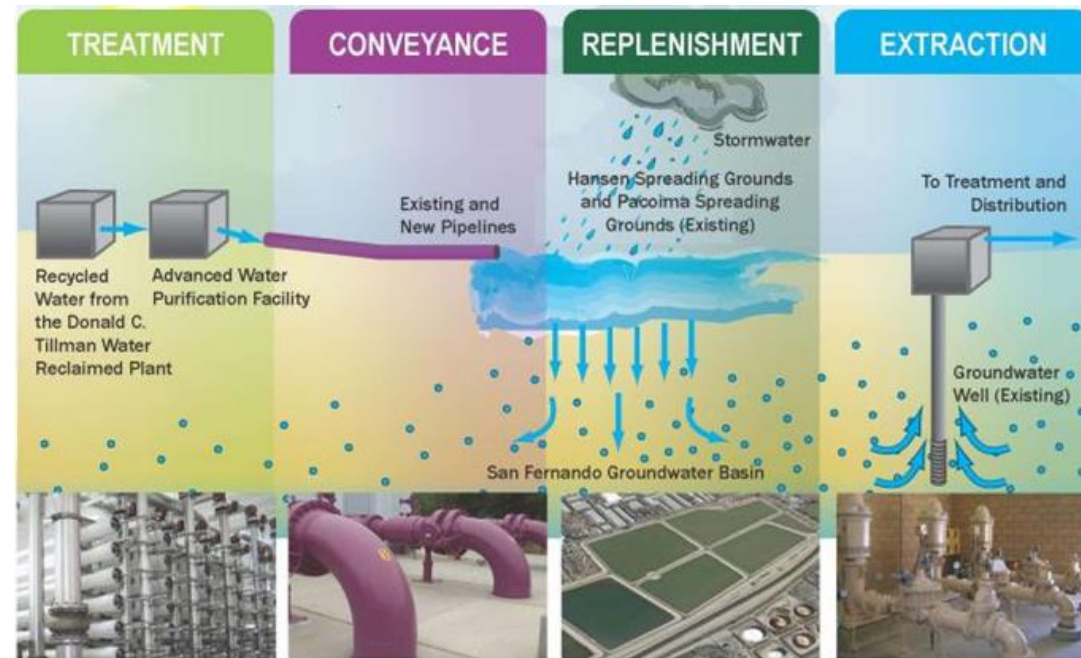 TREATMENT
CONVEYANCE
REPLENISHMENT
EXTRACTION
Recycled
Water from
the Donald C.
Tillman Water
Reclaimed Plant
Advanced Water
Purification Facility
Existing and
New Pipelines
Stormwater
Hansen Spreading Grounds
and Pacoima Spreading
Grounds (Existing)
San Fernando Groundwater Basin
To Treatment and
Distribution
Groundwater
Well (Existing)